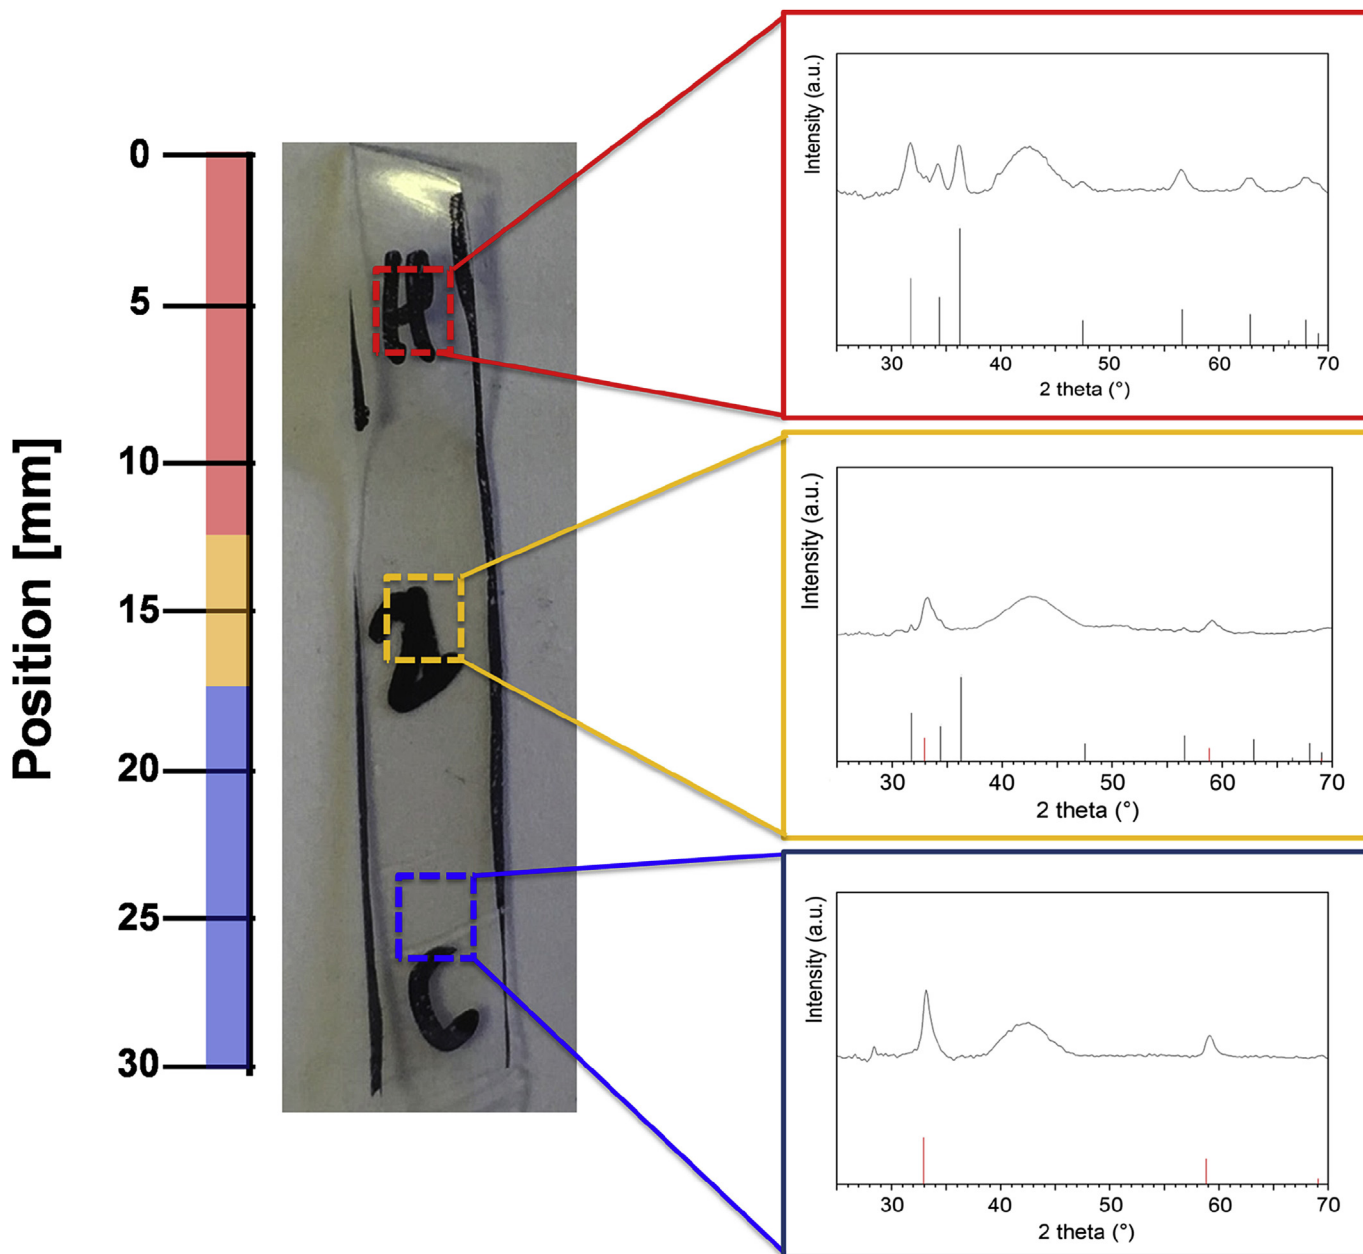 Position [mm]
0
5
10
15
20
25
30
H
C
Intensity (a.u.)
30 40 50 60 70
2 theta (°)
Intensity (a.u.)
30 40 50 60 70
2 theta (°)
Intensity (a.u.)
30 40 50 60 70
2 theta (°)